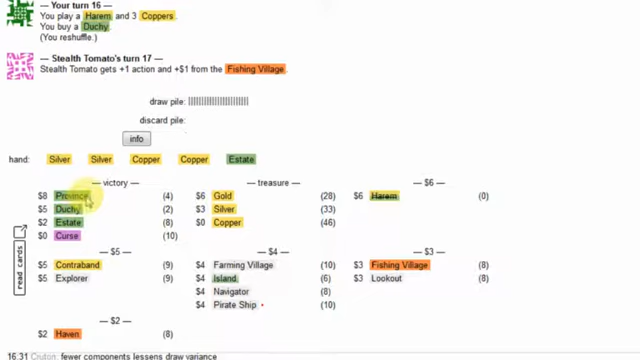 — Your turn 16 —
You play a Harem and 3 Coppers.
You buy a Duchy.
(You reshuffle.)
— Stealth Tomato's turn 17 —
Stealth Tomato gets +1 action and +$1 from the Fishing Village.
draw pile:
discard pile:
info
hand: Silver Silver Copper Copper Estate
— victory — — treasure — — $6 —
$8 Province (4) $6 Gold (28) $6 Harem (0)
$5 Duchy (2) $3 Silver (33)
$2 Estate (8) $0 Copper (46)
$0 Curse (10)
— $5 — — $4 — — $3 —
$5 Contraband (9) $4 Farming Village (10) $3 Fishing Village (8)
$5 Explorer (9) $4 Island (6) $3 Lookout (8)
$4 Navigator (8)
$4 Pirate Ship (10)
— $2 —
$2 Haven (8)
read cards
16:31 Cruton: fewer components lessens draw variance